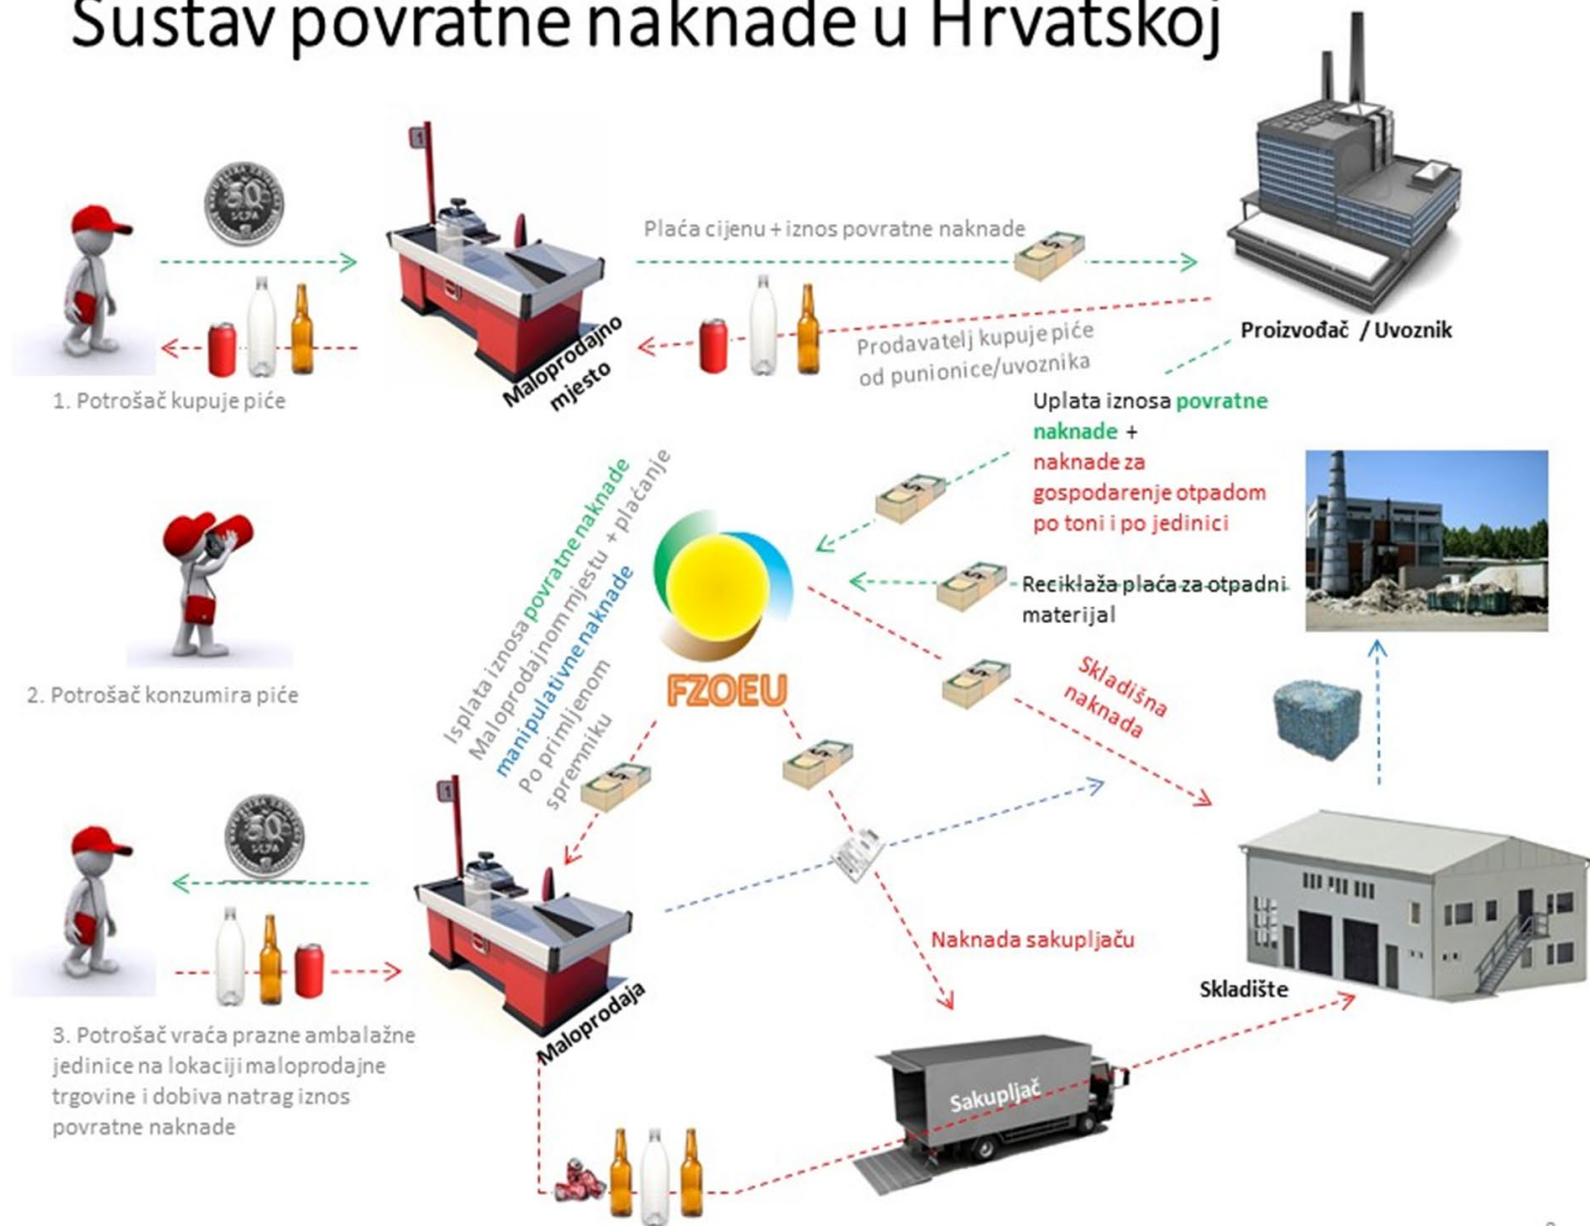 Sustav povratne naknade u Hrvatskoj
1
50
Plaća cijenu + iznos povratne naknade
Proizvođač / Uvoznik
Prodavatelj kupuje piće
od punionice/uvoznika
Maloprodajno
mjesto
1. Potrošač kupuje piće
Uplata iznosa povratne
naknade +
naknade za
gospodarenje otpadom
po toni i po jedinici
Isplata iznosa povratne naknade
Maloprodajnom mjestu + plaćanje
manipulativne naknade
Po primljenom
spremniku
FZOEU
Reciklaža plaća za otpadni
materijal
Skladišna
naknada
2. Potrošač konzumira piće
1
50
Naknada sakupljaču
Skladište
Maloprodaja
3. Potrošač vraća prazne ambalažne
jedinice na lokaciji maloprodajne
trgovine i dobiva natrag iznos
povratne naknade
Sakupljač